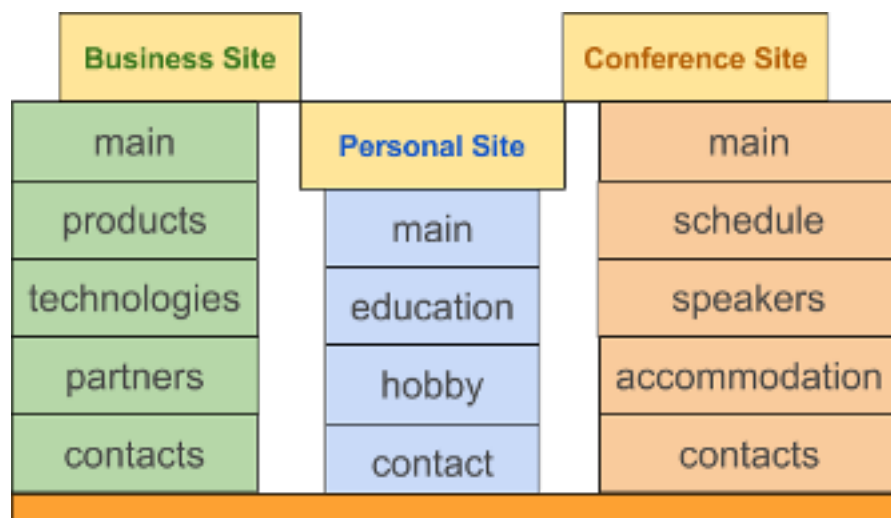 Business Site
main
products
technologies
partners
contacts
Personal Site
main
education
hobby
contact
Conference Site
main
schedule
speakers
accommodation
contacts